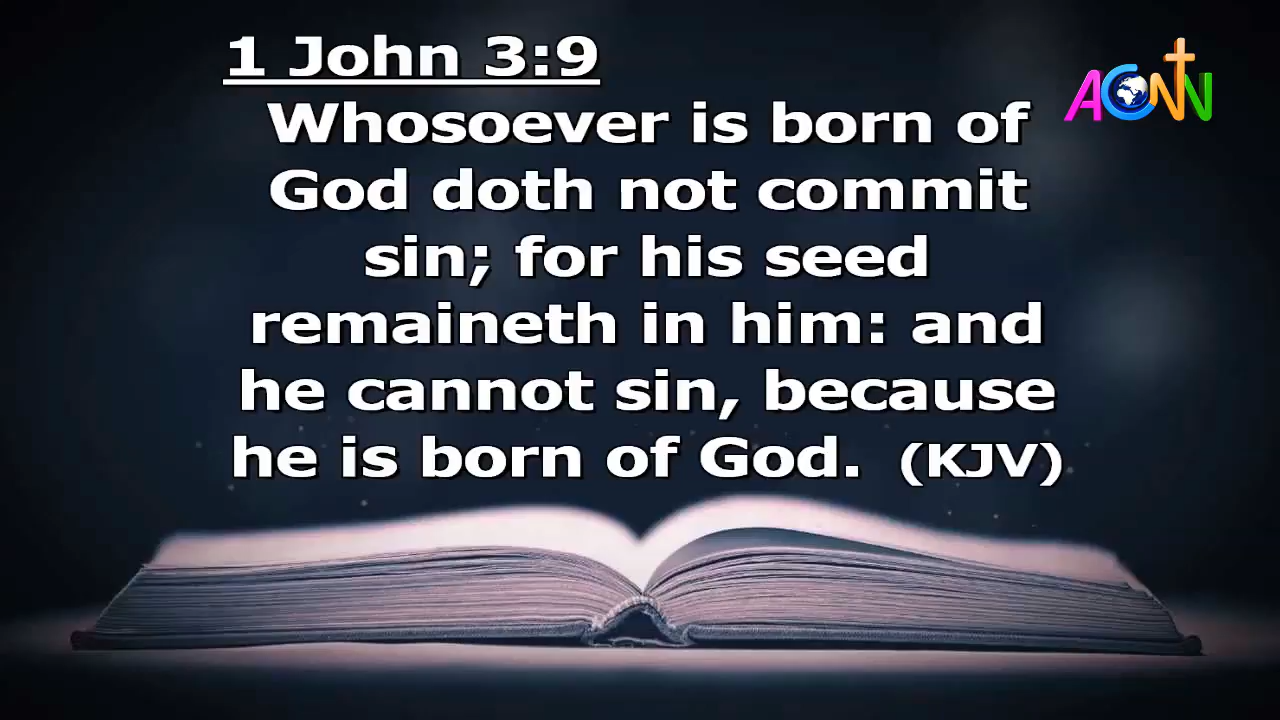 1 John 3:9
ACNN
Whosoever is born of
God doth not commit
sin; for his seed
remaineth in him: and
he cannot sin, because
he is born of God. (KJV)